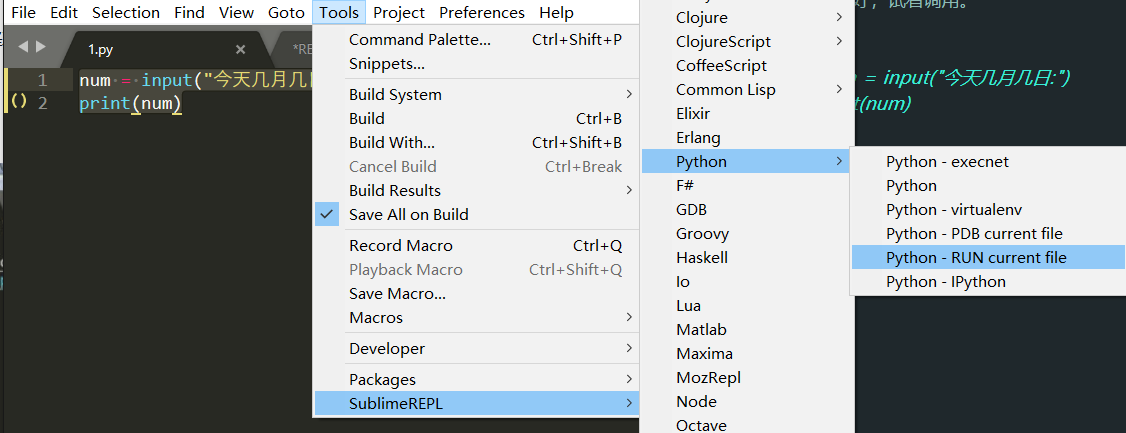 File Edit Selection Find View Goto Tools Project Preferences Help
1.py
*RE
1 num = input("今天几月几日
2 print(num)
Command Palette... Ctrl+Shift+P
Snippets...
Build System
Build Ctrl+B
Build With... Ctrl+Shift+B
Cancel Build Ctrl+Break
Build Results
Save All on Build
Record Macro Ctrl+Q
Playback Macro Ctrl+Shift+Q
Save Macro...
Macros
Developer
Packages
SublimeREPL
Clojure
ClojureScript
CoffeeScript
Common Lisp
Elixir
Erlang
Python
F#
GDB
Groovy
Haskell
Io
Lua
Matlab
Maxima
MozRepl
Node
Octave
Python - execnet
Python
Python - virtualenv
Python - PDB current file
Python - RUN current file
Python - IPython
试着调用。
= input("今天几月几日:")
t(num)